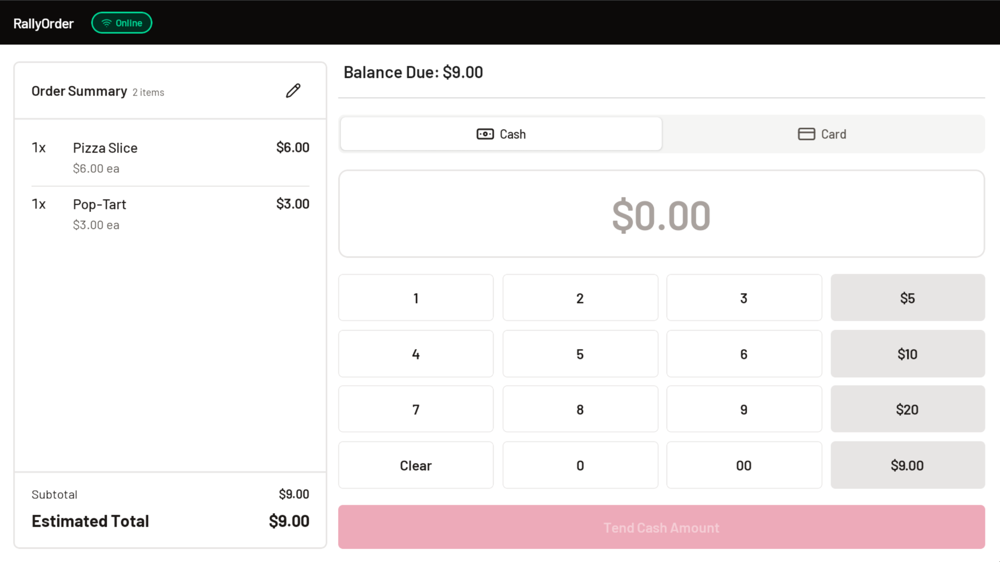 RallyOrder
Online
Order Summary 2 items
1x Pizza Slice $6.00
$6.00 ea
1x Pop-Tart $3.00
$3.00 ea
Subtotal $9.00
Estimated Total $9.00
Balance Due: $9.00
Cash
Card
$0.00
1 2 3 $5
4 5 6 $10
7 8 9 $20
Clear 0 00 $9.00
Tend Cash Amount